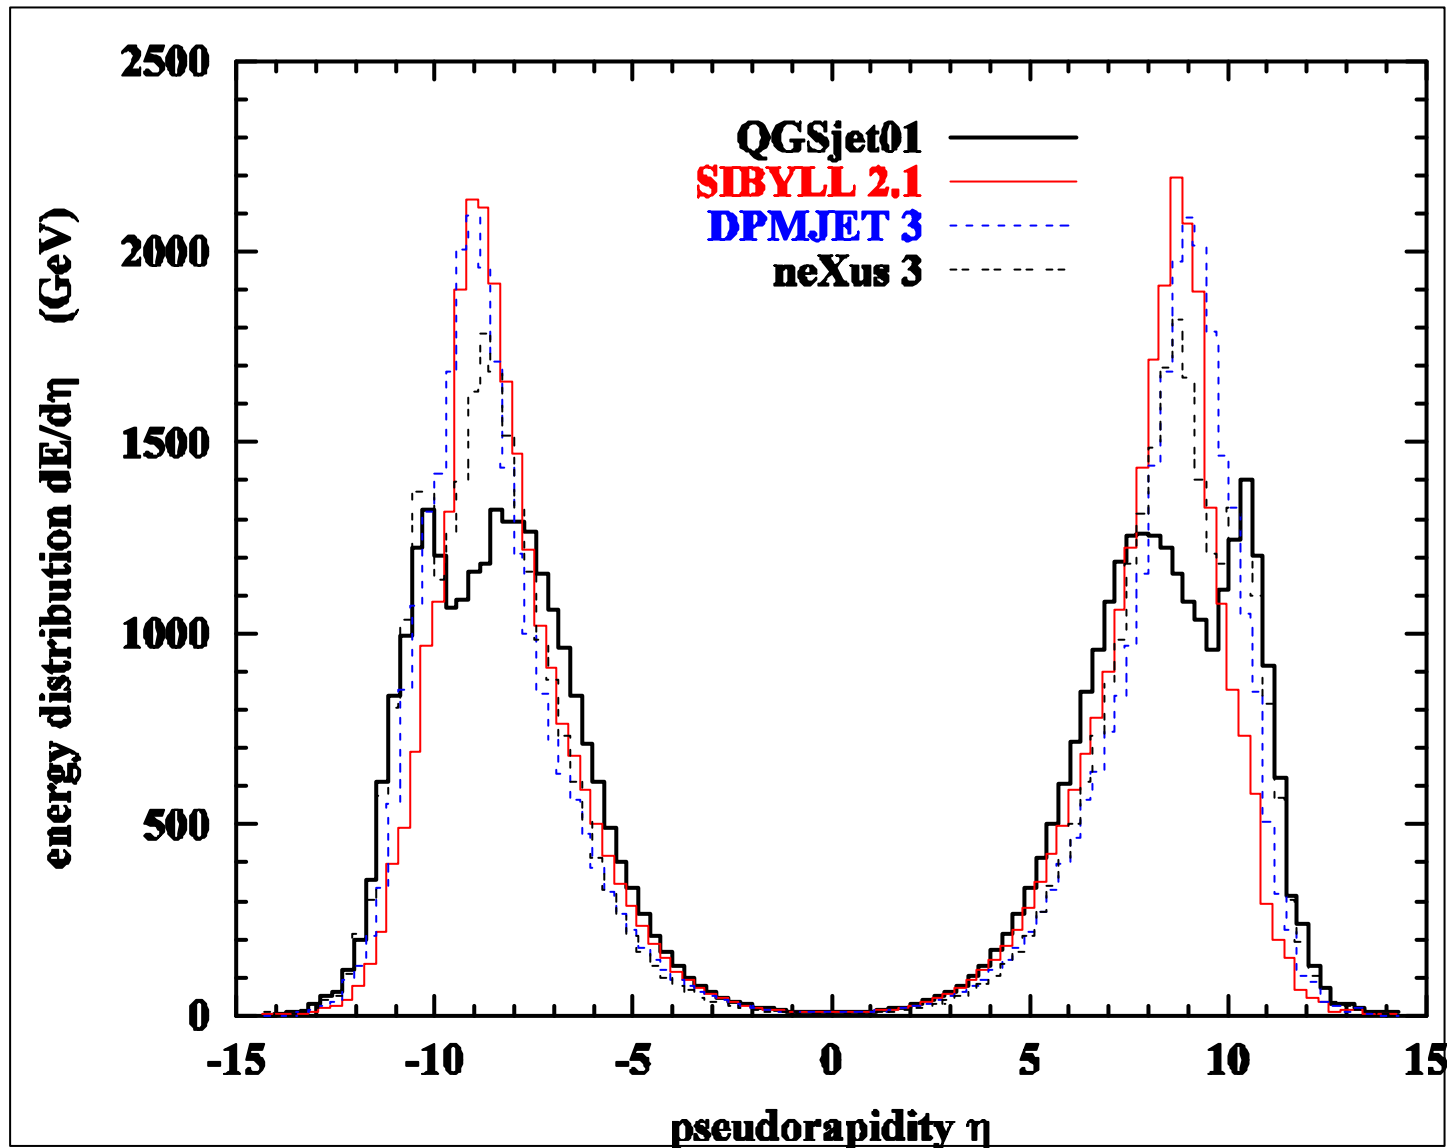 2500
2000
1500
1000
500
0
energy distribution dE/dη (GeV)
QGSjet01
SIBYLL 2.1
DPMJET 3
neXus 3
-15 -10 -5 0 5 10 15
pseudorapidity η